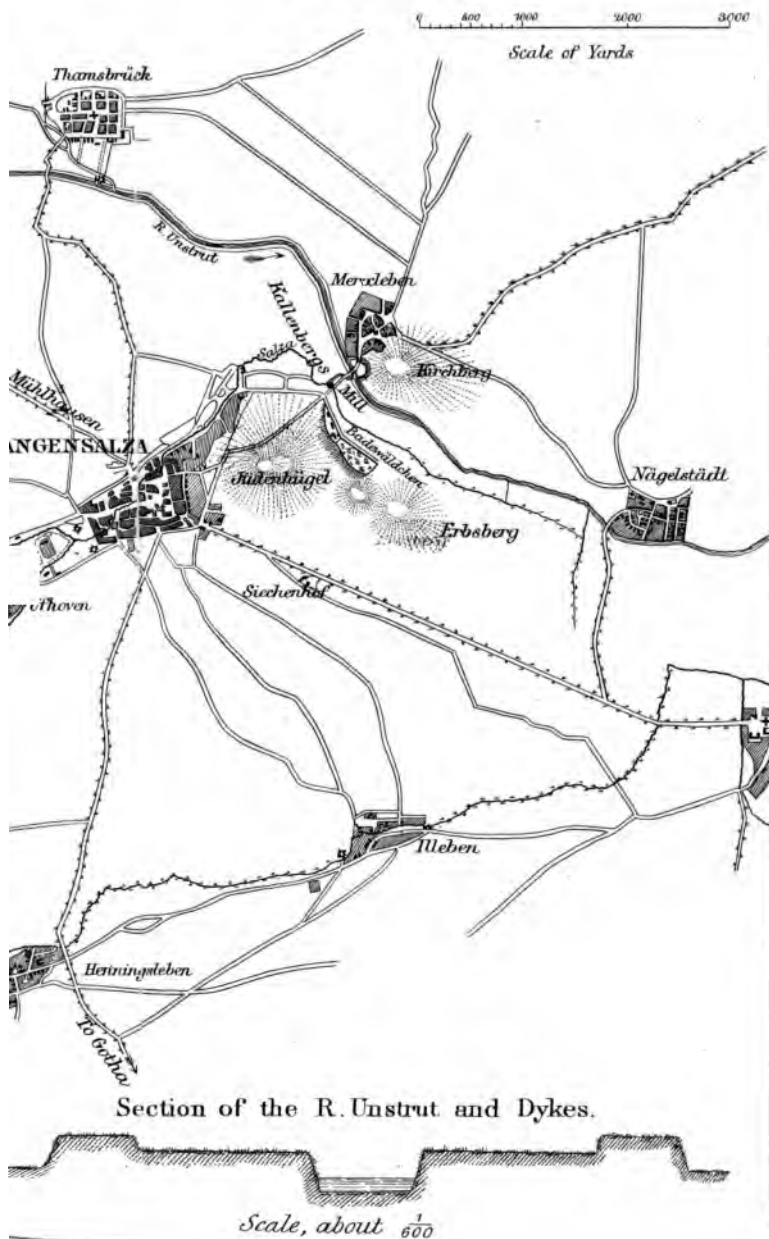 0 500 1000 2000 3000
Scale of Yards
Thamsbrück
R. Unstrut
Merxleben
Kallenbergs
Mill
Salza
Kirchberg
Mühlhausen
ANGENSALZA
Badewäldchen
Judenhügel
Nägelstädt
Erbsberg
Siechenhof
Ahoven
Illeben
Henningsleben
To Gotha
Section of the R. Unstrut and Dykes.
Scale, about 1/600